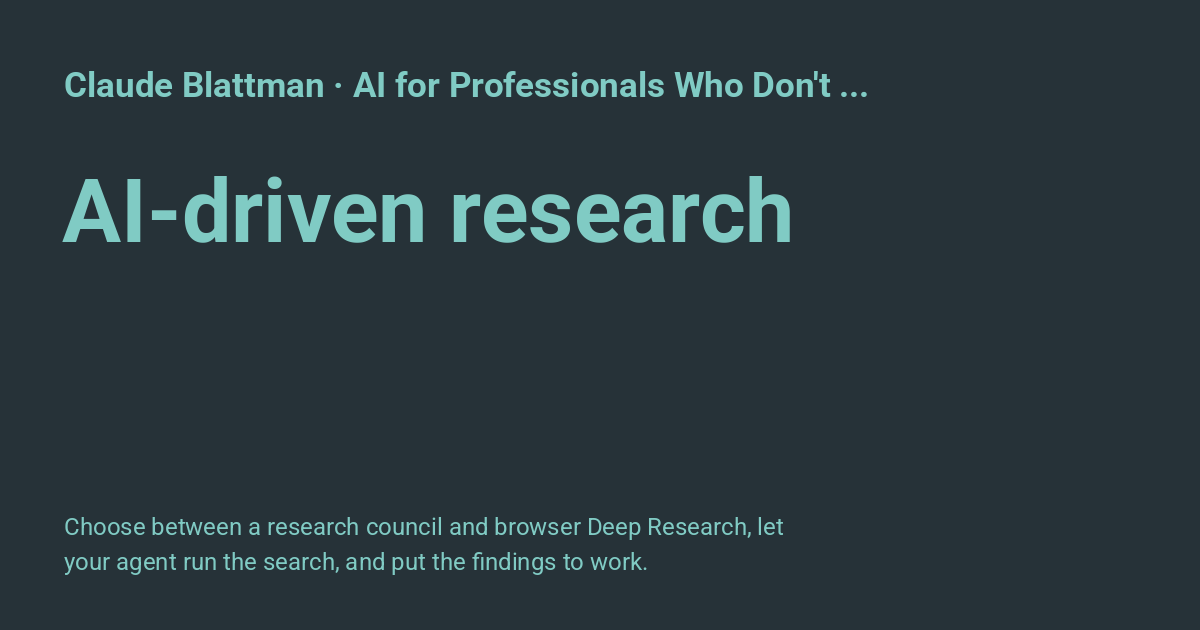 Claude Blattman · AI for Professionals Who Don't ...
AI-driven research
Choose between a research council and browser Deep Research, let
your agent run the search, and put the findings to work.